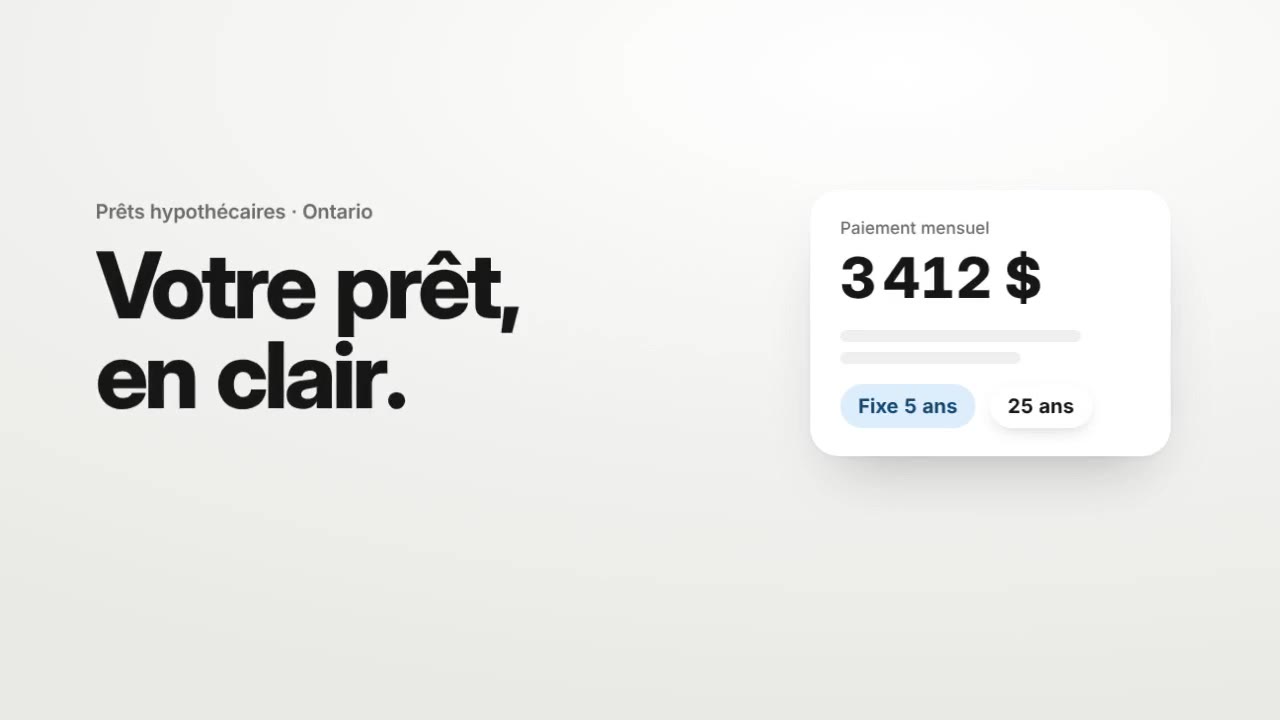 Prêts hypothécaires · Ontario
Votre prêt,
en clair.
Paiement mensuel
3 412 $
Fixe 5 ans
25 ans